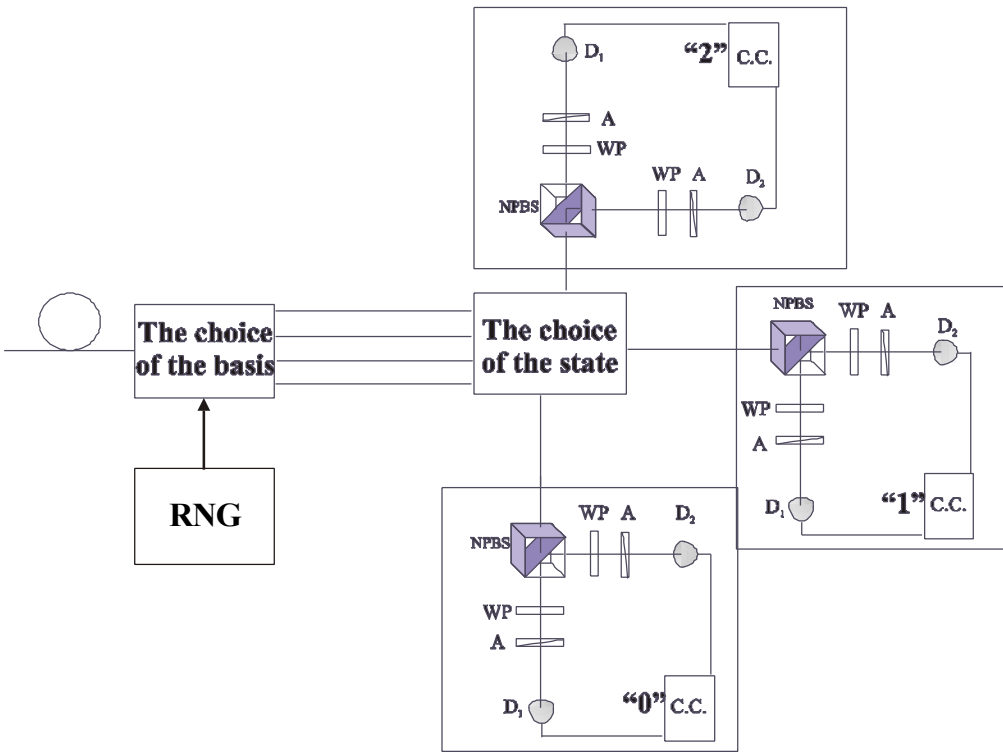 D₁
“2”
C.C.
A
WP
WP
A
D₂
NPBS
The choice
of the basis
The choice
of the state
RNG
NPBS
WP
A
D₂
WP
A
D₁
“1”
C.C.
NPBS
WP
A
D₂
WP
A
D₁
“0”
C.C.